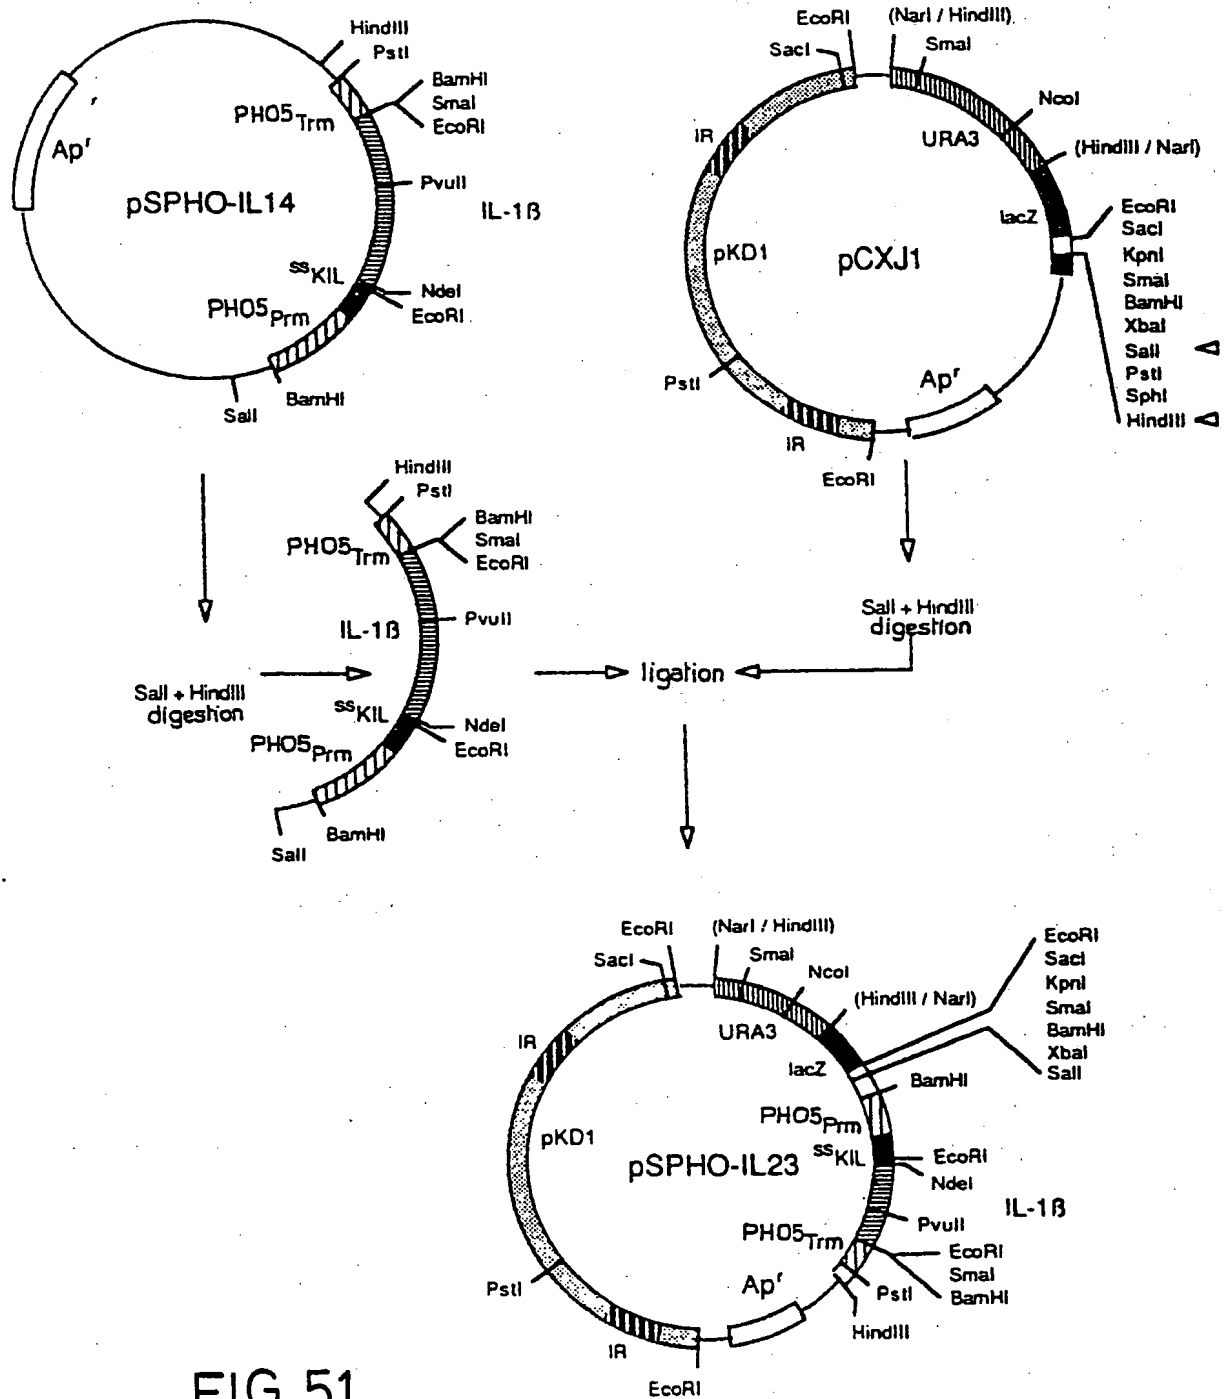 HindIII
PstI
BamHI
SmaI
EcoRI
PHO5Trm
Apʳ
PvuII
pSPHO-IL14
IL-1β
ssKIL
NdeI
EcoRI
PHO5Prm
BamHI
SalI
EcoRI
(NarI / HindIII)
SacI
SmaI
NcoI
IR
URA3
(HindIII / NarI)
lacZ
pKD1
pCXJ1
EcoRI
SacI
KpnI
SmaI
BamHI
XbaI
SalI
PstI
SphI
HindIII
PstI
Apʳ
IR
EcoRI
HindIII
PstI
BamHI
SmaI
EcoRI
PHO5Trm
PvuII
IL-1β
SalI + HindIII
digestion
ssKIL
NdeI
EcoRI
PHO5Prm
BamHI
SalI
SalI + HindIII
digestion
ligation
EcoRI
(NarI / HindIII)
SacI
SmaI
NcoI
(HindIII / NarI)
IR
URA3
lacZ
EcoRI
SacI
KpnI
SmaI
BamHI
XbaI
SalI
BamHI
PHO5Prm
pKD1
pSPHO-IL23
ssKIL
EcoRI
NdeI
IL-1β
PvuII
PHO5Trm
EcoRI
SmaI
BamHI
PstI
Apʳ
PstI
HindIII
IR
EcoRI
FIG. 51